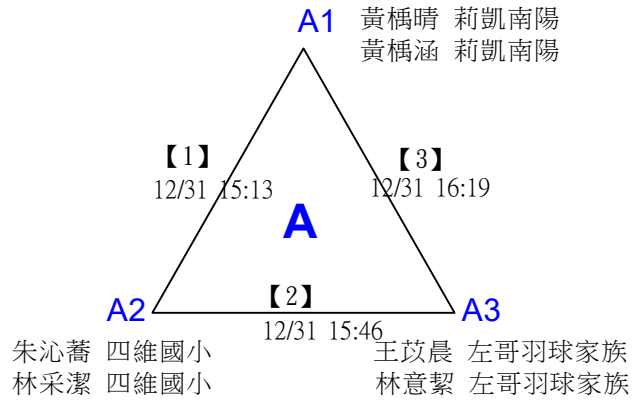 A1
黃楀晴 莉凱南陽
黃楀涵 莉凱南陽
【1】
12/31 15:13
【3】
12/31 16:19
A
【2】
12/31 15:46
A2
A3
朱沁蕎 四維國小
林采潔 四維國小
王苡晨 左哥羽球家族
林意絜 左哥羽球家族